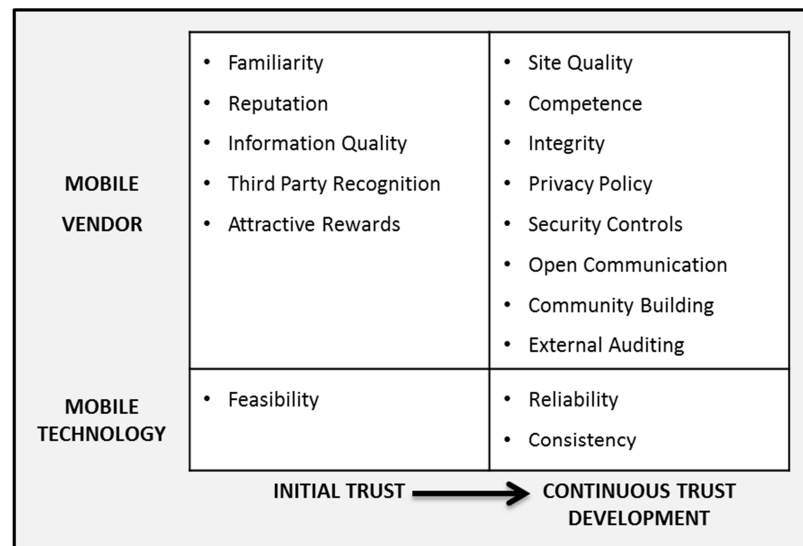 MOBILE
VENDOR
• Familiarity
• Reputation
• Information Quality
• Third Party Recognition
• Attractive Rewards
• Site Quality
• Competence
• Integrity
• Privacy Policy
• Security Controls
• Open Communication
• Community Building
• External Auditing
MOBILE
TECHNOLOGY
• Feasibility
• Reliability
• Consistency
INITIAL TRUST
CONTINUOUS TRUST
DEVELOPMENT